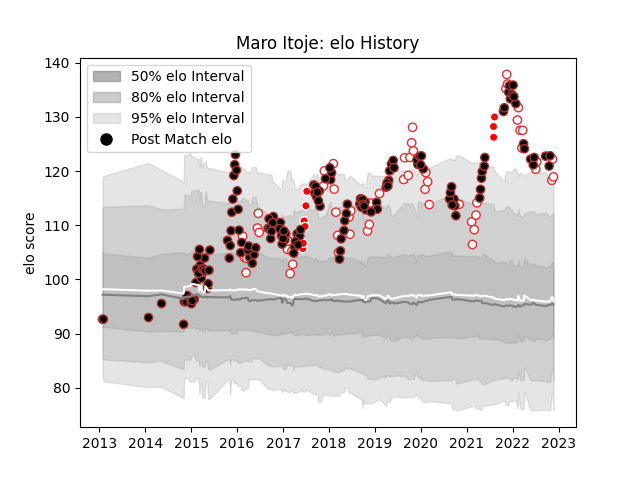 Maro Itoje: elo History
140
130
120
110
100
90
80
elo score
50% elo Interval
80% elo Interval
95% elo Interval
Post Match elo
2013 2014 2015 2016 2017 2018 2019 2020 2021 2022 2023